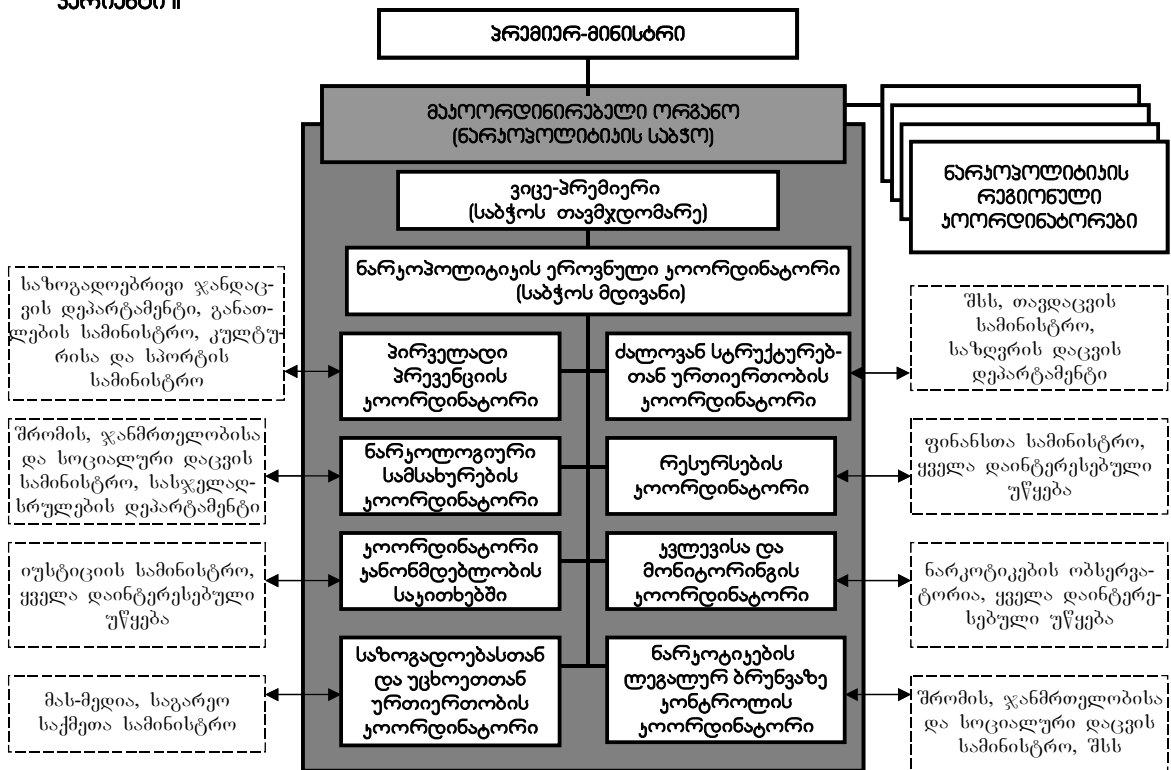 ვარიანტი II
პრემიერ-მინისტრი
მაკოორდინირებელი ორგანო
(ნარკოპოლიტიკის საბჭო)
ნარკოპოლიტიკის
რეგიონული
კოორდინატორები
ვიცე-პრემიერი
(საბჭოს თავმჯდომარე)
ნარკოპოლიტიკის ეროვნული კოორდინატორი
(საბჭოს მდივანი)
საზოგადოებრივი ჯანდაც-
ვის დეპარტამენტი, განათ-
ლების სამინისტრო, კულტუ-
რისა და სპორტის
სამინისტრო
პირველადი
პრევენციის
კოორდინატორი
ძალოვან სტრუქტურებ-
თან ურთიერთობის
კოორდინატორი
შსს, თავდაცვის
სამინისტრო,
საზღვრის დაცვის
დეპარტამენტი
შრომის, ჯანმრთელობისა
და სოციალური დაცვის
სამინისტრო, სასჯელაღ-
სრულების დეპარტამენტი
ნარკოლოგიური
სამსახურების
კოორდინატორი
რესურსების
კოორდინატორი
ფინანსთა სამინისტრო,
ყველა დაინტერესებული
უწყება
იუსტიციის სამინისტრო,
ყველა დაინტერესებული
უწყება
კოორდინატორი
კანონმდებლობის
საკითხებში
კვლევისა და
მონიტორინგის
კოორდინატორი
ნარკოტიკების ობსერვა-
ტორია, ყველა დაინტერე-
სებული უწყება
მას-მედია, საგარეო
საქმეთა სამინისტრო
საზოგადოებასთან
და უცხოეთთან
ურთიერთობის
კოორდინატორი
ნარკოტიკების
ლეგალურ ბრუნვაზე
კონტროლის
კოორდინატორი
შრომის, ჯანმრთელობისა
და სოციალური დაცვის
სამინისტრო, შსს